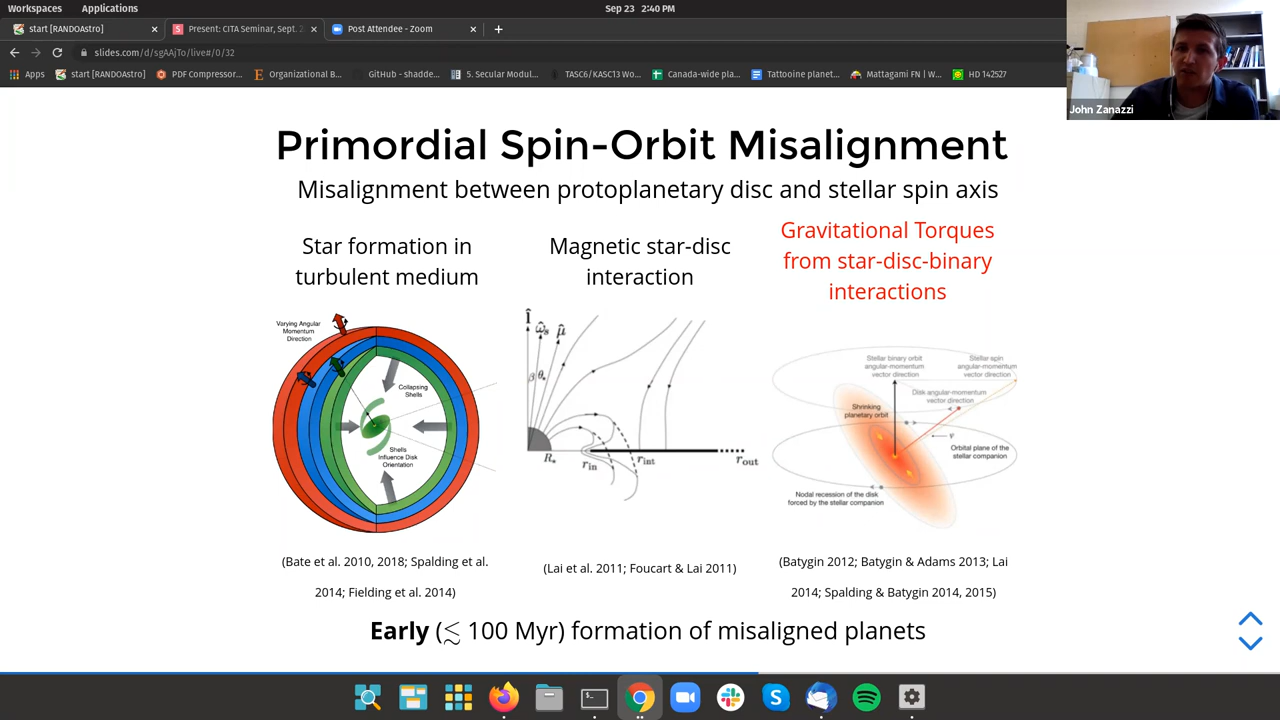 Workspaces Applications Sep 23 2:40 PM
start [RANDOAstro] Present: CITA Seminar, Sept. 2 Post Attendee - Zoom
slides.com/d/sgAAjTo/live#/0/32
Apps start [RANDOAstro] PDF Compressor... Organizational B... GitHub - shadde... 5. Secular Modul... TASC6/KASC13 Wo... Canada-wide pla... Tattooine planet... Mattagami FN | W... HD 142527
John Zanazzi
Primordial Spin-Orbit Misalignment
Misalignment between protoplanetary disc and stellar spin axis
Star formation in
turbulent medium
Varying Angular
Momentum
Direction
Collapsing
Shells
Shells
Influence Disk
Orientation
(Bate et al. 2010, 2018; Spalding et al.
2014; Fielding et al. 2014)
Magnetic star-disc
interaction
l̂ ω̂s μ̂
β θ*
R* rin rint rout
(Lai et al. 2011; Foucart & Lai 2011)
Gravitational Torques
from star-disc-binary
interactions
Stellar binary orbit
angular-momentum
vector direction
Stellar spin
angular-momentum
vector direction
Disk angular-momentum
vector direction
Shrinking
planetary orbit
ψ
Orbital plane of the
stellar companion
Nodal recession of the disk
forced by the stellar companion
(Batygin 2012; Batygin & Adams 2013; Lai
2014; Spalding & Batygin 2014, 2015)
Early (≲ 100 Myr) formation of misaligned planets